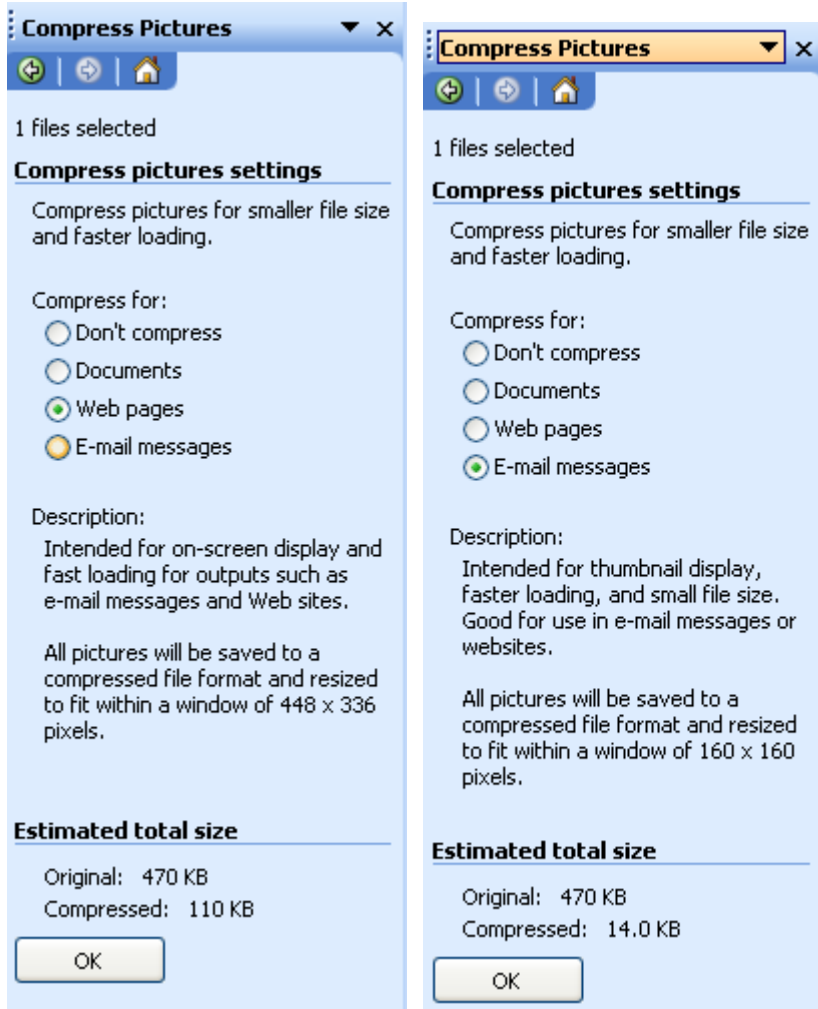 Compress Pictures
1 files selected
Compress pictures settings
Compress pictures for smaller file size
and faster loading.
Compress for:
Don't compress
Documents
Web pages
E-mail messages
Description:
Intended for on-screen display and
fast loading for outputs such as
e-mail messages and Web sites.
All pictures will be saved to a
compressed file format and resized
to fit within a window of 448 x 336
pixels.
Estimated total size
Original: 470 KB
Compressed: 110 KB
OK
Compress Pictures
1 files selected
Compress pictures settings
Compress pictures for smaller file size
and faster loading.
Compress for:
Don't compress
Documents
Web pages
E-mail messages
Description:
Intended for thumbnail display,
faster loading, and small file size.
Good for use in e-mail messages or
websites.
All pictures will be saved to a
compressed file format and resized
to fit within a window of 160 x 160
pixels.
Estimated total size
Original: 470 KB
Compressed: 14.0 KB
OK